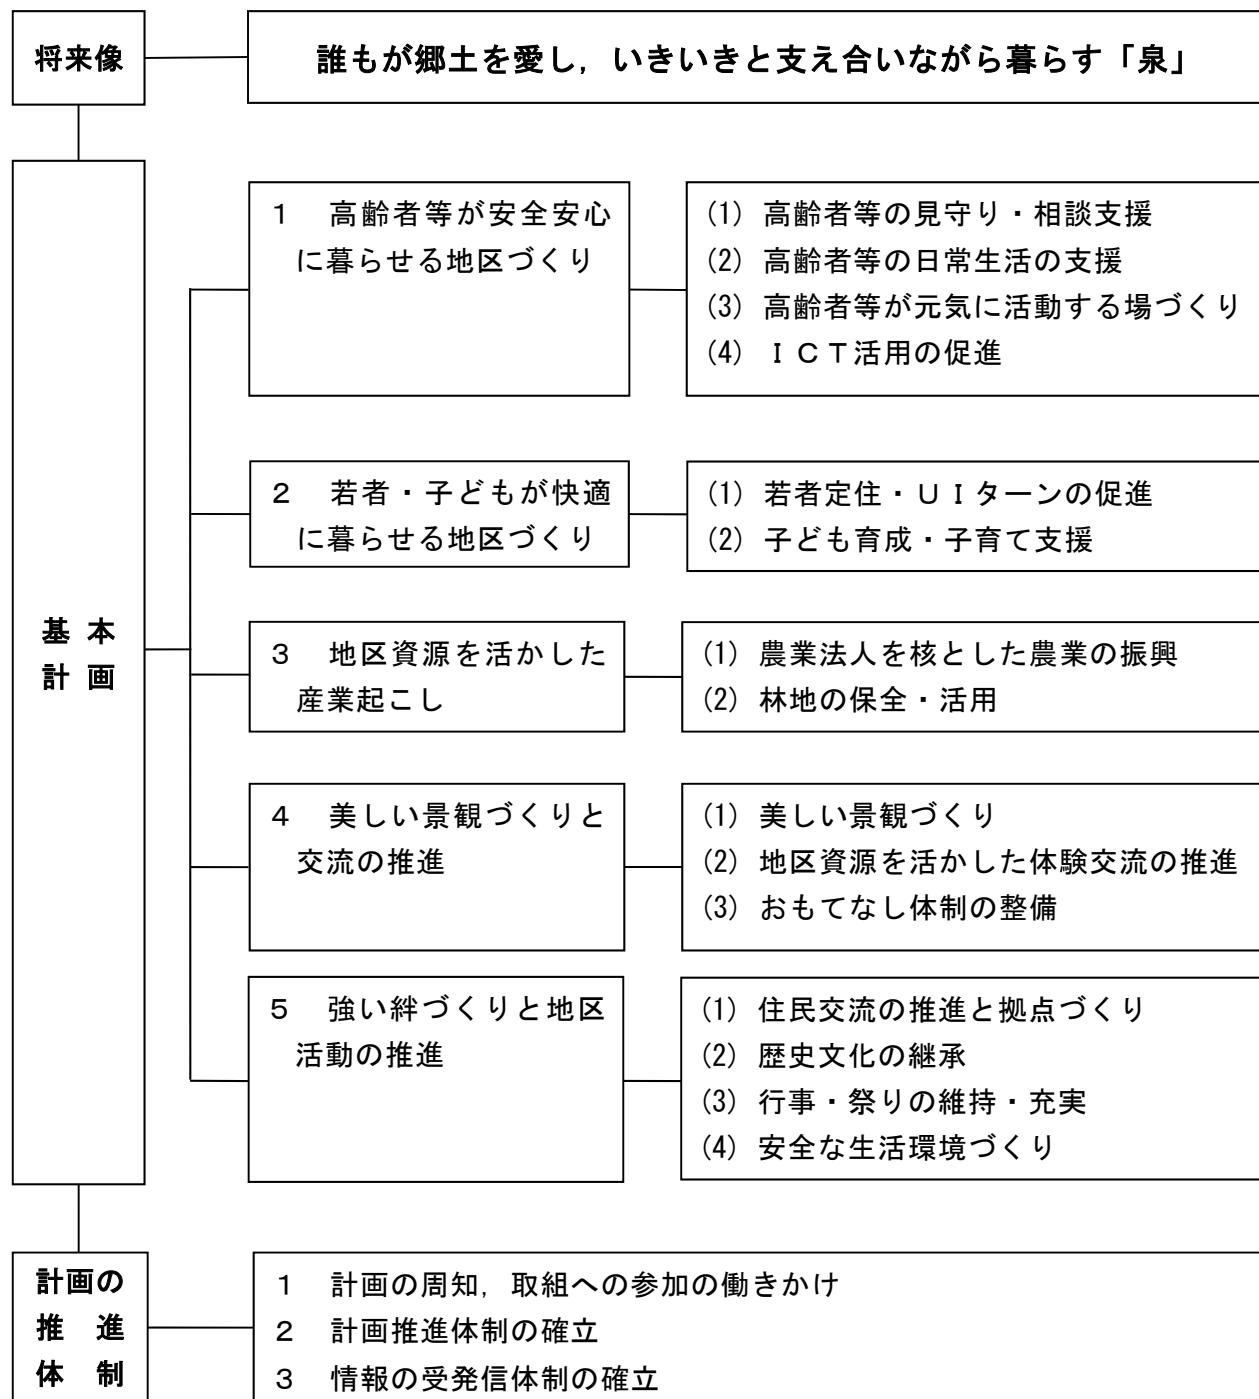 将来像
誰もが郷土を愛し，いきいきと支え合いながら暮らす「泉」
基 本
計 画
１　高齢者等が安全安心
に暮らせる地区づくり
(1) 高齢者等の見守り・相談支援
(2) 高齢者等の日常生活の支援
(3) 高齢者等が元気に活動する場づくり
(4) ＩＣＴ活用の促進
２　若者・子どもが快適
に暮らせる地区づくり
(1) 若者定住・ＵＩターンの促進
(2) 子ども育成・子育て支援
３　地区資源を活かした
産業起こし
(1) 農業法人を核とした農業の振興
(2) 林地の保全・活用
４　美しい景観づくりと
交流の推進
(1) 美しい景観づくり
(2) 地区資源を活かした体験交流の推進
(3) おもてなし体制の整備
５　強い絆づくりと地区
活動の推進
(1) 住民交流の推進と拠点づくり
(2) 歴史文化の継承
(3) 行事・祭りの維持・充実
(4) 安全な生活環境づくり
計画の
推　進
体　制
１　計画の周知，取組への参加の働きかけ
２　計画推進体制の確立
３　情報の受発信体制の確立